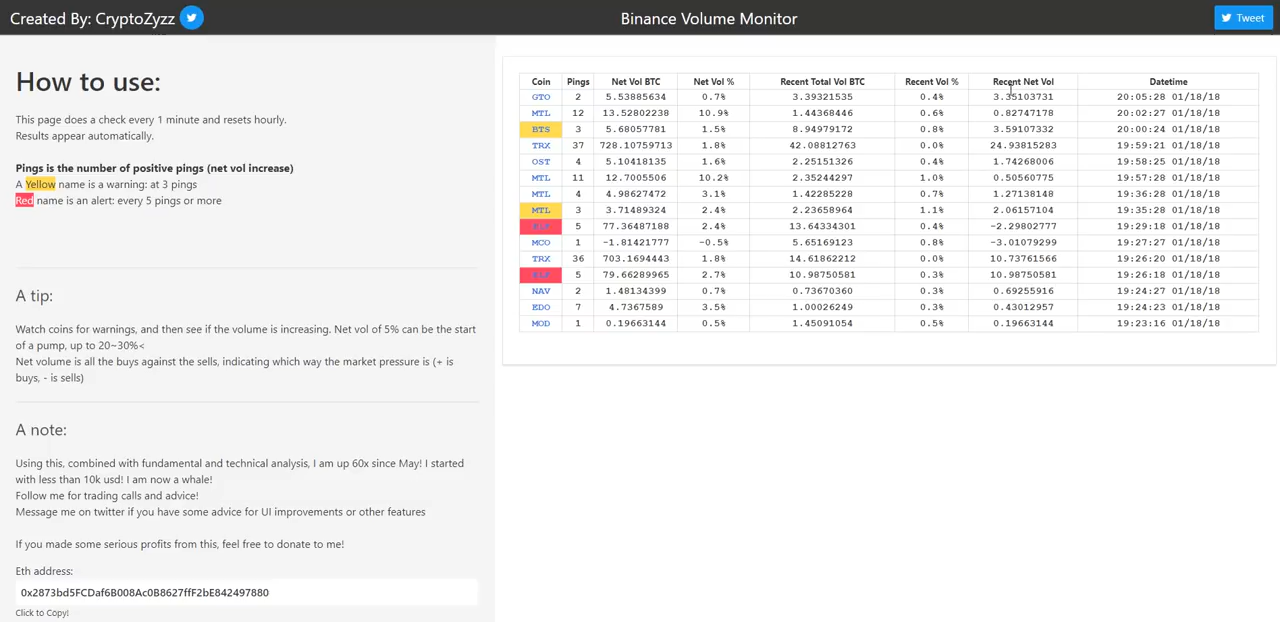 Created By: CryptoZyzz
Binance Volume Monitor
Tweet
How to use:
This page does a check every 1 minute and resets hourly.
Results appear automatically.
Pings is the number of positive pings (net vol increase)
A Yellow name is a warning: at 3 pings
Red name is an alert: every 5 pings or more
A tip:
Watch coins for warnings, and then see if the volume is increasing. Net vol of 5% can be the start
of a pump, up to 20~30%<
Net volume is all the buys against the sells, indicating which way the market pressure is (+ is
buys, - is sells)
A note:
Using this, combined with fundamental and technical analysis, I am up 60x since May! I started
with less than 10k usd! I am now a whale!
Follow me for trading calls and advice!
Message me on twitter if you have some advice for UI improvements or other features
If you made some serious profits from this, feel free to donate to me!
Eth address:
0x2873bd5FCDaf6B008Ac0B8627ffF2bE842497880
Click to Copy!
Coin Pings Net Vol BTC Net Vol % Recent Total Vol BTC Recent Vol % Recent Net Vol Datetime
GTO 2 5.53885634 0.7% 3.39321535 0.4% 3.35103731 20:05:28 01/18/18
MTL 12 13.52802238 10.9% 1.44368446 0.6% 0.82747178 20:02:27 01/18/18
BTS 3 5.68057781 1.5% 8.94979172 0.8% 3.59107332 20:00:24 01/18/18
TRX 37 728.10759713 1.8% 42.08812763 0.0% 24.93815283 19:59:21 01/18/18
OST 4 5.10418135 1.6% 2.25151326 0.4% 1.74268006 19:58:25 01/18/18
MTL 11 12.7005506 10.2% 2.35244297 1.0% 0.50560775 19:58:27 01/18/18
MTL 4 4.98627472 3.1% 1.42285228 0.7% 1.27138148 19:36:28 01/18/18
MTL 3 3.71489324 2.4% 2.23658964 1.1% 2.06157104 19:35:28 01/18/18
5 77.36487188 2.4% 13.64334301 0.4% -2.29802777 19:29:18 01/18/18
MCO 1 -1.81421777 -0.5% 5.65169123 0.8% -3.01079299 19:27:27 01/18/18
TRX 36 703.1694443 1.8% 14.61862212 0.0% 10.73761566 19:26:20 01/18/18
5 79.66289965 2.7% 10.98750581 0.3% 10.98750581 19:26:18 01/18/18
NAV 2 1.48134399 0.7% 0.73670360 0.3% 0.69255916 19:24:27 01/18/18
EDO 7 4.7367589 3.5% 1.00026249 0.3% 0.43012957 19:24:23 01/18/18
MOD 1 0.19663144 0.5% 1.45091054 0.5% 0.19663144 19:23:16 01/18/18